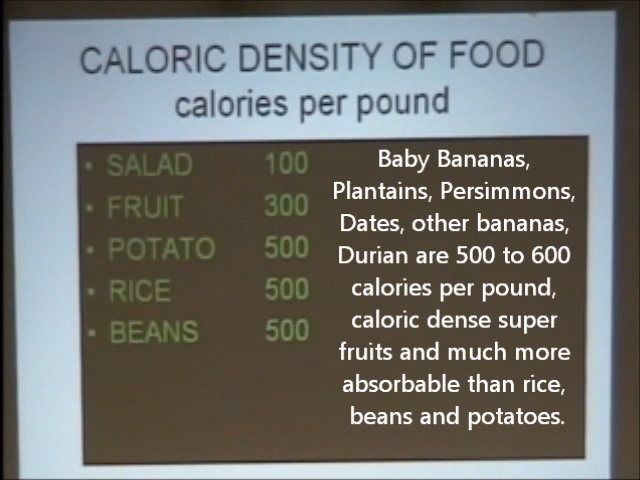 CALORIC DENSITY OF FOOD
calories per pound
• SALAD 100
• FRUIT 300
• POTATO 500
• RICE 500
• BEANS 500
Baby Bananas,
Plantains, Persimmons,
Dates, other bananas,
Durian are 500 to 600
calories per pound,
caloric dense super
fruits and much more
absorbable than rice,
beans and potatoes.